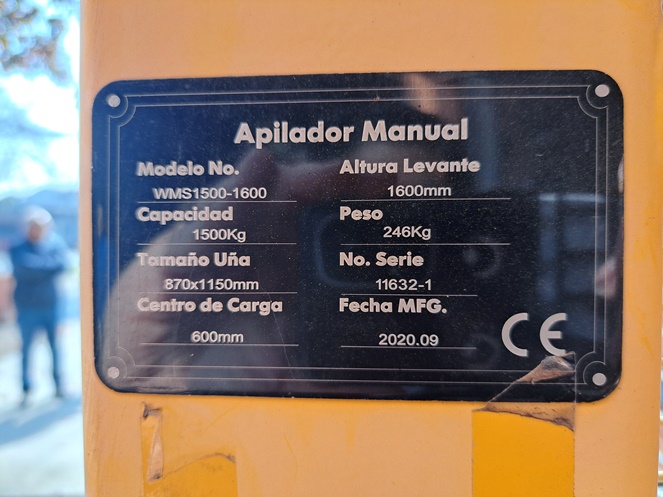 Apilador Manual
Modelo No. Altura Levante
WMS1500-1600 1600mm
Capacidad Peso
1500Kg 246Kg
Tamaño Uña No. Serie
870x1150mm 11632-1
Centro de Carga Fecha MFG.
600mm 2020.09
CE